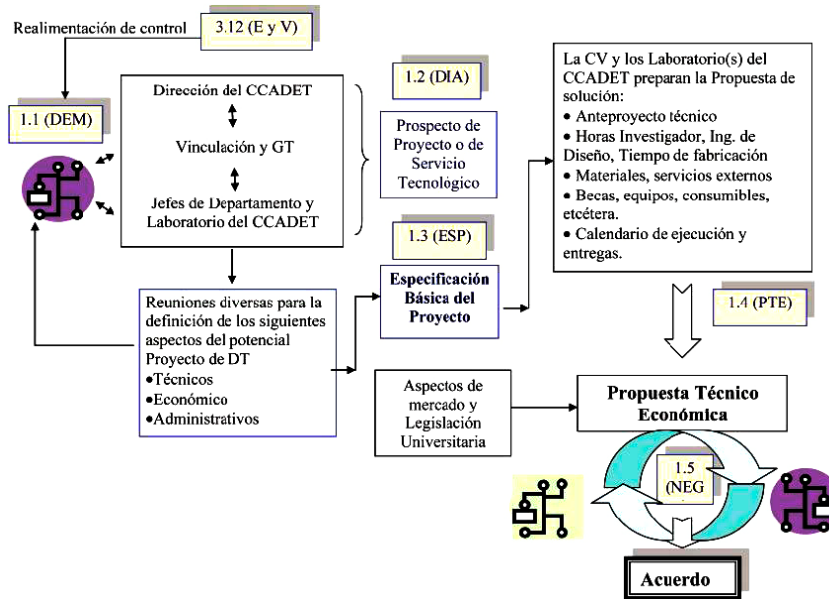 Realimentación de control
3.12 (E y V)
1.1 (DEM)
Dirección del CCADET
Vinculación y GT
Jefes de Departamento y
Laboratorio del CCADET
1.2 (DIA)
Prospecto de
Proyecto o de
Servicio
Tecnológico
1.3 (ESP)
Especificación
Básica del
Proyecto
Reuniones diversas para la
definición de los siguientes
aspectos del potencial
Proyecto de DT
•Técnicos
•Económico
•Administrativos
La CV y los Laboratorio(s) del
CCADET preparan la Propuesta de
solución:
• Anteproyecto técnico
• Horas Investigador, Ing. de
Diseño, Tiempo de fabricación
• Materiales, servicios externos
• Becas, equipos, consumibles,
etcétera.
• Calendario de ejecución y
entregas.
1.4 (PTE)
Aspectos de
mercado y
Legislación
Universitaria
Propuesta Técnico
Económica
1.5
(NEG
.
Acuerdo